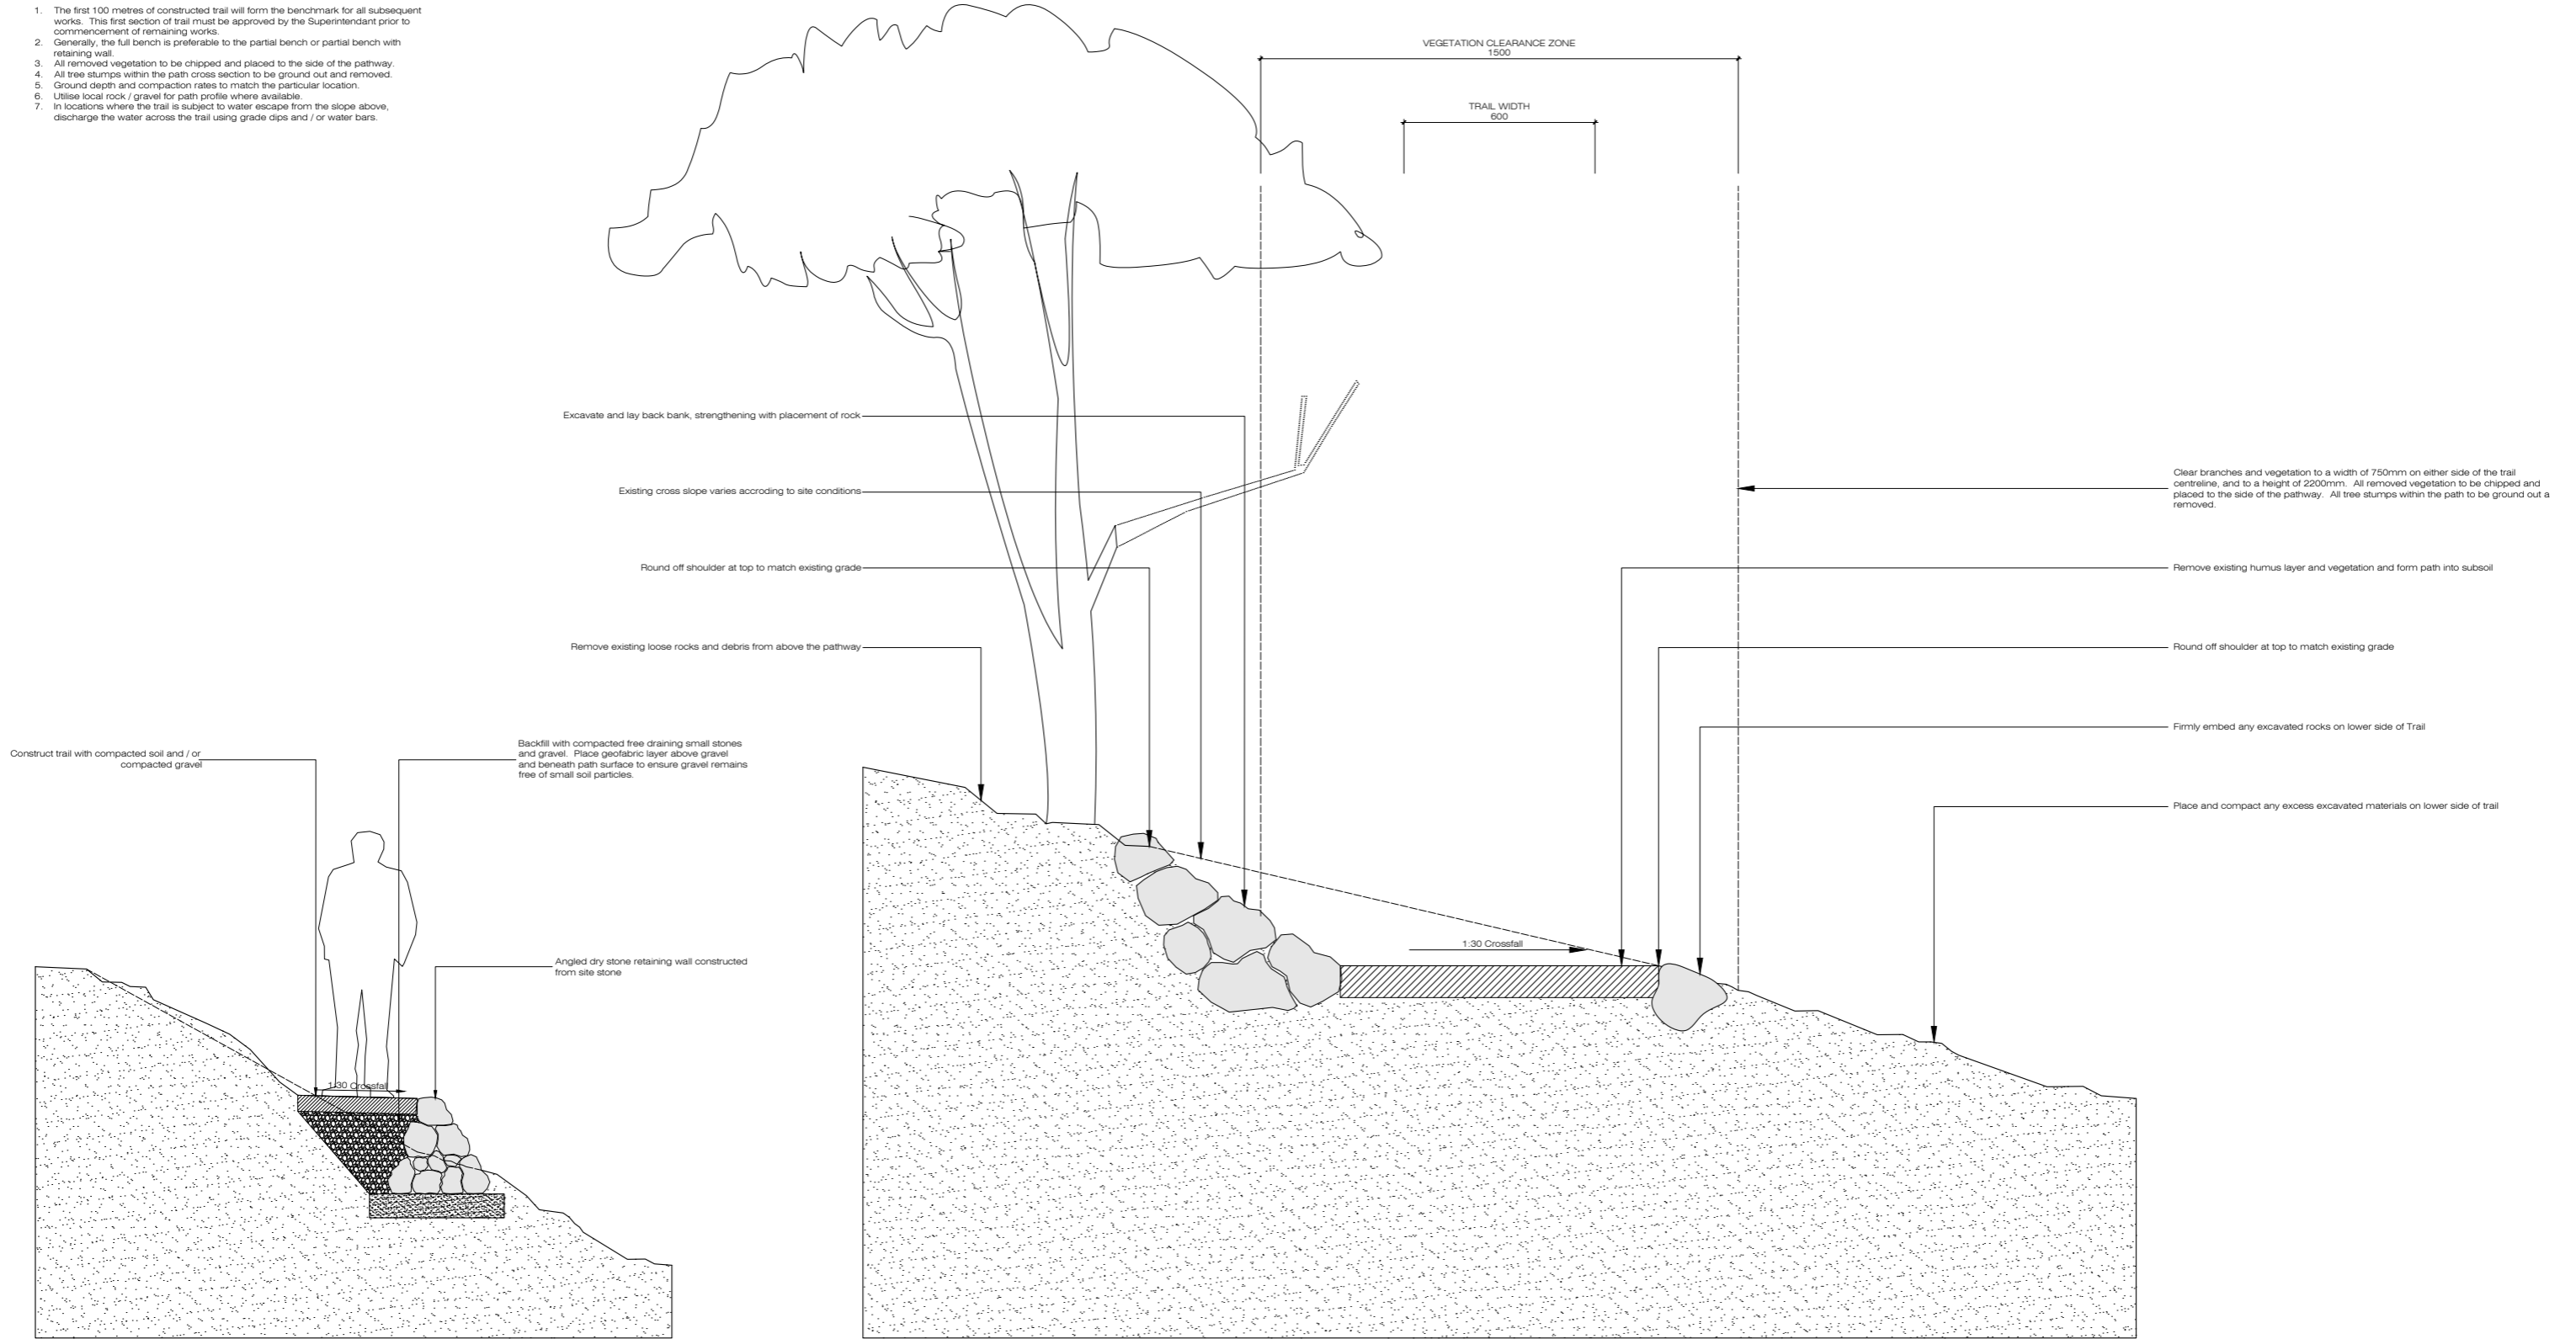 1. The first 100 metres of constructed trail will form the benchmark for all subsequent
works. This first section of trail must be approved by the Superintendant prior to
commencement of remaining works.
2. Generally, the full bench is preferable to the partial bench or partial bench with
retaining wall.
3. All removed vegetation to be chipped and placed to the side of the pathway.
4. All tree stumps within the path cross section to be ground out and removed.
5. Ground depth and compaction rates to match the particular location.
6. Utilise local rock / gravel for path profile where available.
7. In locations where the trail is subject to water escape from the slope above,
discharge the water across the trail using grade dips and / or water bars.
VEGETATION CLEARANCE ZONE
1500
TRAIL WIDTH
600
Excavate and lay back bank, strengthening with placement of rock
Existing cross slope varies accroding to site conditions
Round off shoulder at top to match existing grade
Remove existing loose rocks and debris from above the pathway
Clear branches and vegetation to a width of 750mm on either side of the trail
centreline, and to a height of 2200mm. All removed vegetation to be chipped and
placed to the side of the pathway. All tree stumps within the path to be ground out a
removed.
Remove existing humus layer and vegetation and form path into subsoil
Round off shoulder at top to match existing grade
Firmly embed any excavated rocks on lower side of Trail
Place and compact any excess excavated materials on lower side of trail
1:30 Crossfall
Construct trail with compacted soil and / or
compacted gravel
Backfill with compacted free draining small stones
and gravel. Place geofabric layer above gravel
and beneath path surface to ensure gravel remains
free of small soil particles.
Angled dry stone retaining wall constructed
from site stone
1:30 Crossfall